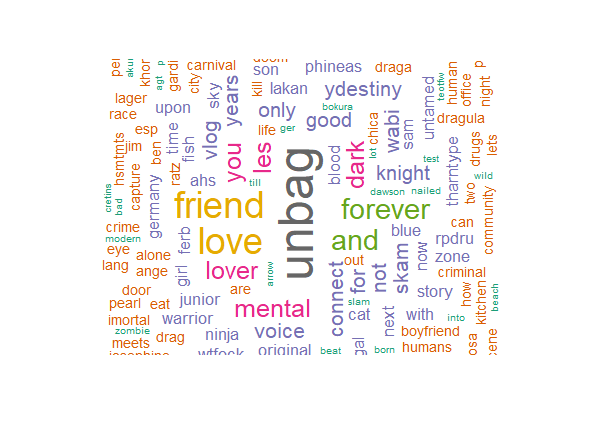 pei
akui
khor
agt
p
gardi
carnival
city
doom
son
phineas
draga
untamed
teotfw
human
office
night
p
lager
upon
sky
years
kill
lakan
ydestiny
race
vlog
only
bokura
good
wabi
sam
dragula
esp
time
fish
you
les
life
ger
lot
chica
drugs
lets
hsmtmts
jim
ben
blood
dark
test
capture
ratz
ahs
till
unbag
knight
tharntype
two
wild
cretins
bad
germany
friend
dawson
nailed
forever
community
crime
love
and
blue
rpdru
can
modern
eye
alone
ferb
girl
lover
arrow
out
skam
now
zone
lang
ange
are
connect
for
not
criminal
door
junior
mental
slam
story
how
kitchen
beach
pearl
eat
imortal
warrior
voice
cat
next
with
into
zombie
drag
ninja
gal
boyfriend
meets
wtfock
original
beat
born
humans
osa
cene
josephine